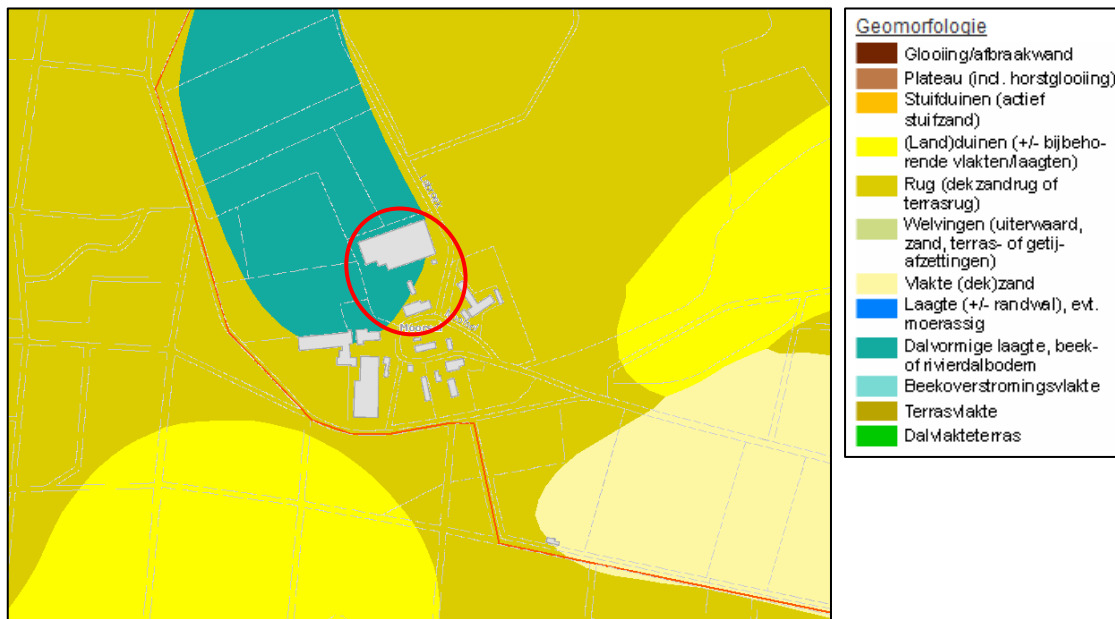 Geomorfologie
Glooiing/afbraakwand
Plateau (incl. horstglooiing)
Stuifduinen (actief
stuifzand)
(Land)duinen (+/- bijbeho-
rende vlakten/laagten)
Rug (dekzandrug of
terrasrug)
Welvingen (uiterwaard,
zand, terras- of getij-
afzettingen)
Vlakte (dek)zand
Laagte (+/- randwal), evt.
moerassig
Dalvormige laagte, beek-
of rivierdalbodem
Beekoverstromingsvlakte
Terrasvlakte
Dalvlakteterras